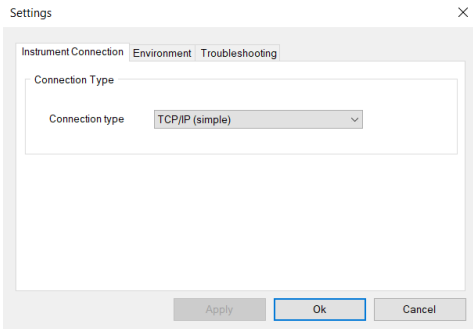 Settings
Instrument Connection Environment Troubleshooting
Connection Type
Connection type TCP/IP (simple)
Apply Ok Cancel